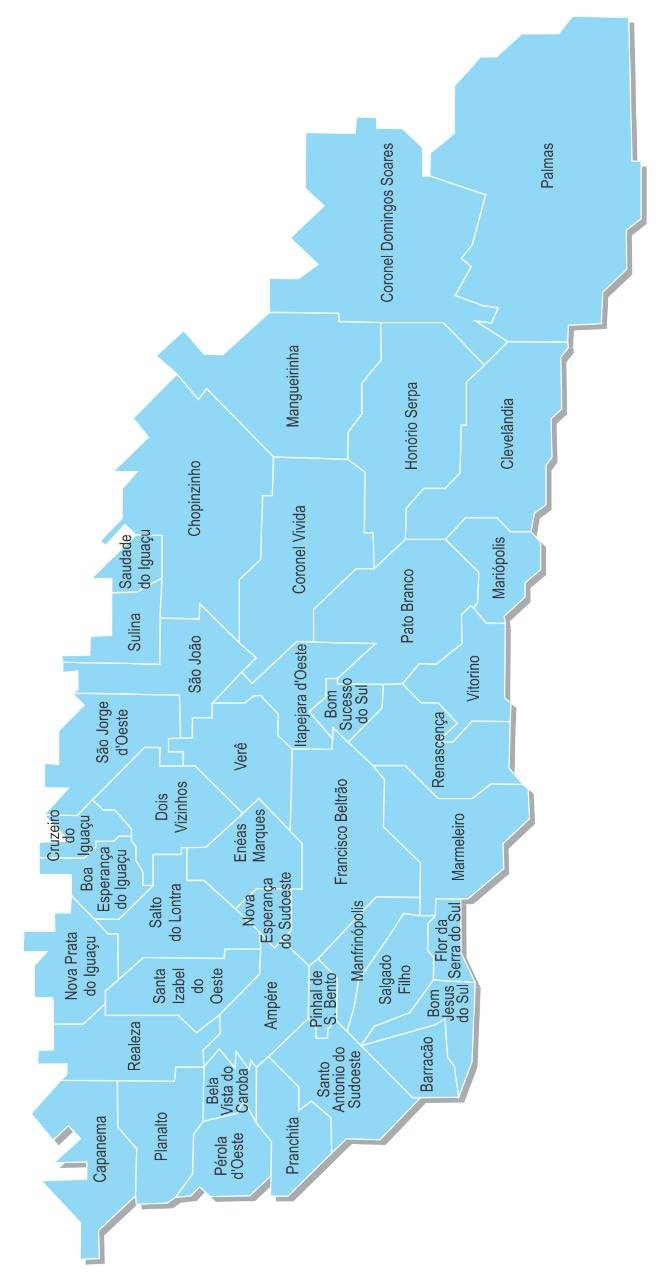 Capanema
Planalto
Pérola
d'Oeste
Pranchita
Bela
Vista do
Caroba
Realeza
Santo
Antonio do
Sudoeste
Barracão
Bom
Jesus
do Sul
Flor da
Serra do Sul
Salgado
Filho
Pinhal de
S. Bento
Manfrinópolis
Ampére
Santa
Izabel
do
Oeste
Nova Prata
do Iguaçu
Salto
do Lontra
Nova
Esperança
do Sudoeste
Boa
Esperança
do Iguaçu
Cruzeiro
do
Iguaçu
Dois
Vizinhos
Enéas
Marques
Francisco Beltrão
Marmeleiro
São Jorge
d'Oeste
Verê
Renascença
Itapejara d'Oeste
Bom
Sucesso
do Sul
Vitorino
São João
Sulina
Saudade
do Iguaçu
Pato Branco
Mariópolis
Chopinzinho
Coronel Vivida
Honório Serpa
Clevelândia
Mangueirinha
Coronel Domingos Soares
Palmas